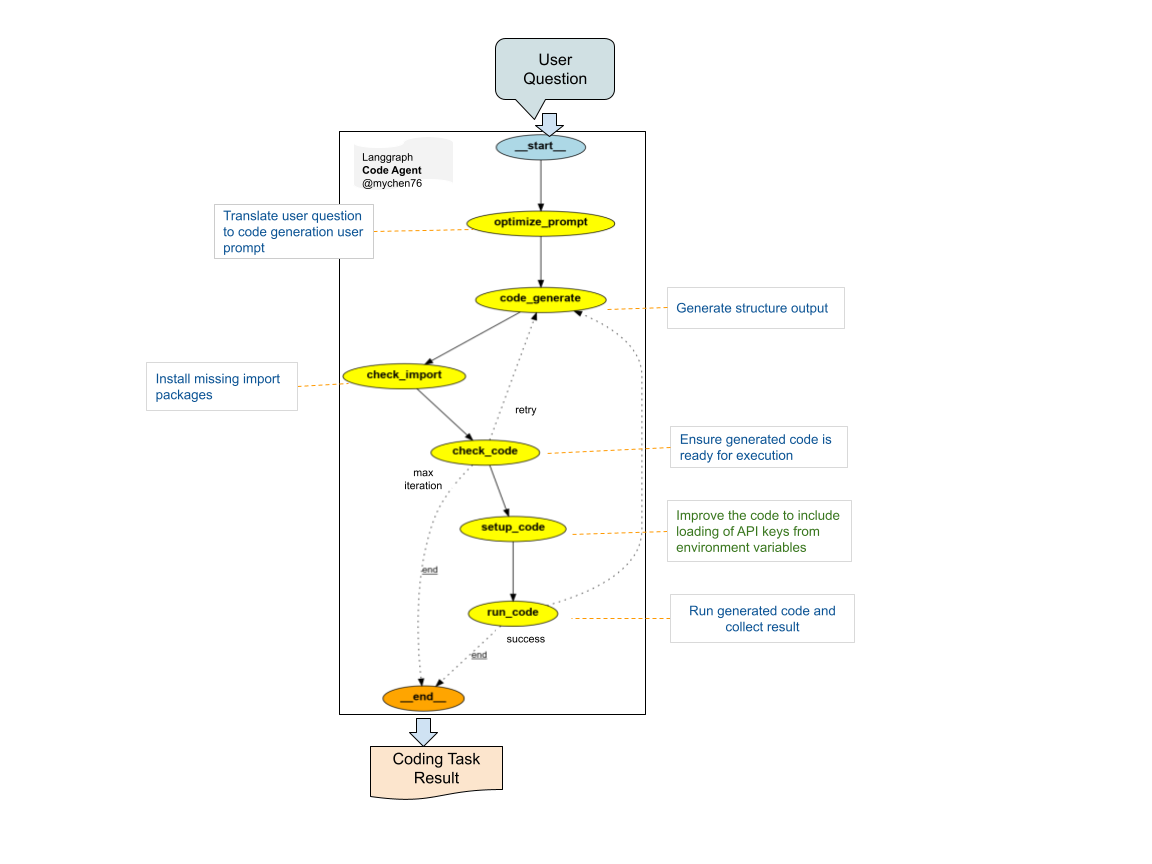 User
Question
__start__
Langgraph
Code Agent
@mychen76
Translate user question
to code generation user
prompt
optimize_prompt
code_generate
Generate structure output
check_import
Install missing import
packages
retry
check_code
Ensure generated code is
ready for execution
max
iteration
setup_code
Improve the code to include
loading of API keys from
environment variables
end
run_code
Run generated code and
collect result
success
end
__end__
Coding Task
Result